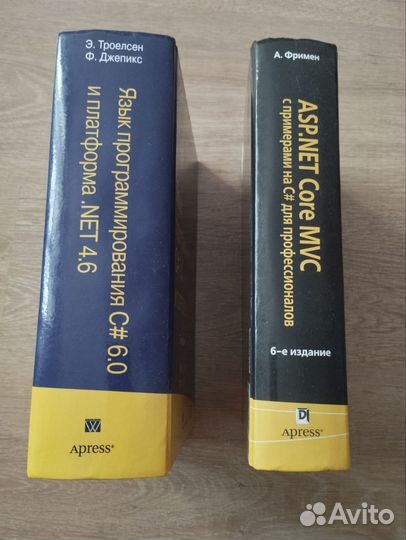 Э. Троелсен
Ф. Джепикс
Язык программирования C# 6.0
и платформа .NET 4.6
W
Apress®
А. Фримен
ASP.NET Core MVC
с примерами на C# для профессионалов
6-е издание
D
Apress®
Avito